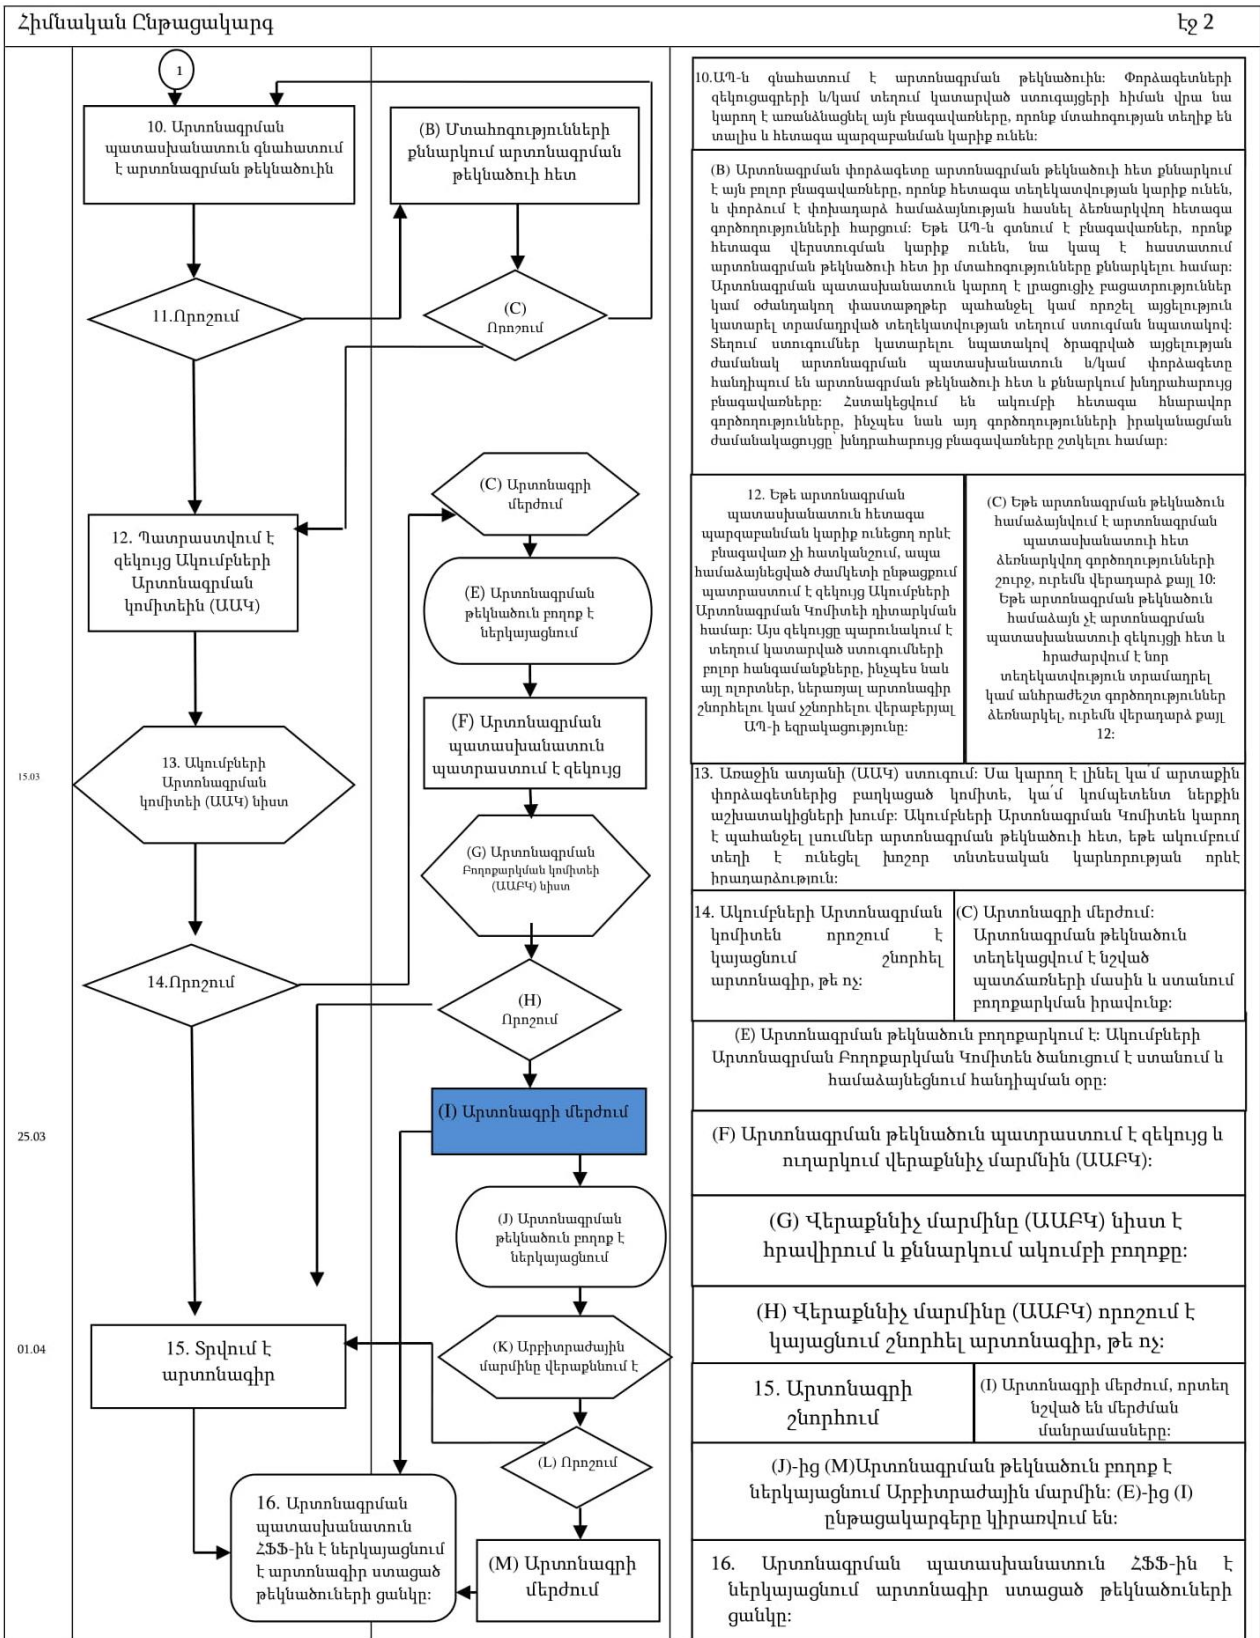 Հիմնական Ընթացակարգ
Էջ 2
1
10. Արտոնագրման
պատասխանատուն գնահատում
է արտոնագրման թեկնածուին
(B) Մտահոգությունների
քննարկում արտոնագրման
թեկնածուի հետ
11.Որոշում
(C)
Որոշում
(C) Արտոնագրի
մերժում
12. Պատրաստվում է
զեկույց Ակումբների
Արտոնագրման
կոմիտեին (ԱԱԿ)
(E) Արտոնագրման
թեկնածուն բողոք է
ներկայացնում
(F) Արտոնագրման
պատասխանատուն
պատրաստում է զեկույց
15.03
13. Ակումբների
Արտոնագրման
կոմիտեի (ԱԱԿ) նիստ
(G) Արտոնագրման
Բողոքարկման կոմիտեի
(ԱԱԲԿ) նիստ
14.Որոշում
(H)
Որոշում
25.03
(I) Արտոնագրի մերժում
(J) Արտոնագրման
թեկնածուն բողոք է
ներկայացնում
01.04
15. Տրվում է
արտոնագիր
(K) Արբիտրաժային
մարմինը վերաքննում է
(L) Որոշում
16. Արտոնագրման
պատասխանատուն
ՀՖՖ-ին է ներկայացնում
է արտոնագիր ստացած
թեկնածուների ցանկը:
(M) Արտոնագրի
մերժում
10.ԱՊ-ն գնահատում է արտոնագրման թեկնածուին: Փորձագետների
զեկուցագրերի և/կամ տեղում կատարված ստուգայցերի հիման վրա նա
կարող է առանձնացնել այն բնագավառները, որոնք մտահոգության տեղիք են
տալիս և հետագա պարզաբանման կարիք ունեն:
(B) Արտոնագրման փորձագետը արտոնագրման թեկնածուի հետ քննարկում
է այն բոլոր բնագավառները, որոնք հետագա տեղեկատվության կարիք ունեն,
և փորձում է փոխադարձ համաձայնության հասնել ձեռնարկվող հետագա
գործողությունների հարցում: Եթե ԱՊ-ն գտնում է բնագավառներ, որոնք
հետագա վերստուգման կարիք ունեն, նա կապ է հաստատում
արտոնագրման թեկնածուի հետ իր մտահոգությունները քննարկելու համար:
Արտոնագրման պատասխանատուն կարող է լրացուցիչ բացատրություններ
կամ օժանդակող փաստաթղթեր պահանջել կամ որոշել այցելություն
կատարել տրամադրված տեղեկատվության տեղում ստուգման նպատակով:
Տեղում ստուգումներ կատարելու նպատակով ծրագրված այցելության
ժամանակ արտոնագրման պատասխանատուն և/կամ փորձագետը
հանդիպում են արտոնագրման թեկնածուի հետ և քննարկում խնդրահարույց
բնագավառները: Հստակեցվում են ակումբի հետագա հնարավոր
գործողությունները, ինչպես նաև այդ գործողությունների իրականացման
ժամանակացույցը՝ խնդրահարույց բնագավառները շտկելու համար:
12. Եթե արտոնագրման
պատասխանատուն հետագա
պարզաբանման կարիք ունեցող որևէ
բնագավառ չի հատկանշում, ապա
համաձայնեցված ժամկետի ընթացքում
պատրաստում է զեկույց Ակումբների
Արտոնագրման Կոմիտեի դիտարկման
համար: Այս զեկույցը պարունակում է
տեղում կատարված ստուգումների
բոլոր հանգամանքները, ինչպես նաև
այլ ոլորտներ, ներառյալ արտոնագիր
շնորհելու կամ չշնորհելու վերաբերյալ
ԱՊ-ի եզրակացությունը:
(C) Եթե արտոնագրման թեկնածուն
համաձայնվում է արտոնագրման
պատասխանատուի հետ
ձեռնարկվող գործողությունների
շուրջ, ուրեմն վերադարձ քայլ 10:
Եթե արտոնագրման թեկնածուն
համաձայն չէ արտոնագրման
պատասխանատուի զեկույցի հետ և
հրաժարվում է նոր
տեղեկատվություն տրամադրել
կամ անհրաժեշտ գործողություններ
ձեռնարկել, ուրեմն վերադարձ քայլ
12:
13. Առաջին ատյանի (ԱԱԿ) ստուգում: Սա կարող է լինել կա՛մ արտաքին
փորձագետներից բաղկացած կոմիտե, կա՛մ կոմպետենտ ներքին
աշխատակիցների խումբ: Ակումբների Արտոնագրման Կոմիտեն կարող
է պահանջել լսումներ արտոնագրման թեկնածուի հետ, եթե ակումբում
տեղի է ունեցել խոշոր տնտեսական կարևորության որևէ
իրադարձություն:
14. Ակումբների Արտոնագրման
կոմիտեն որոշում է
կայացնում շնորհել
արտոնագիր, թե ոչ:
(C) Արտոնագրի մերժում:
Արտոնագրման թեկնածուն
տեղեկացվում է նշված
պատճառների մասին և ստանում
բողոքարկման իրավունք:
(E) Արտոնագրման թեկնածուն բողոքարկում է: Ակումբների
Արտոնագրման Բողոքարկման Կոմիտեն ծանուցում է ստանում և
համաձայնեցնում հանդիպման օրը:
(F) Արտոնագրման թեկնածուն պատրաստում է զեկույց և
ուղարկում վերաքննիչ մարմնին (ԱԱԲԿ):
(G) Վերաքննիչ մարմինը (ԱԱԲԿ) նիստ է
հրավիրում և քննարկում ակումբի բողոքը:
(H) Վերաքննիչ մարմինը (ԱԱԲԿ) որոշում է
կայացնում շնորհել արտոնագիր, թե ոչ:
15. Արտոնագրի
շնորհում
(I) Արտոնագրի մերժում, որտեղ
նշված են մերժման
մանրամասները:
(J)-ից (M)Արտոնագրման թեկնածուն բողոք է
ներկայացնում Արբիտրաժային մարմին: (E)-ից (I)
ընթացակարգերը կիրառվում են:
16. Արտոնագրման պատասխանատուն ՀՖՖ-ին է
ներկայացնում արտոնագիր ստացած թեկնածուների
ցանկը: